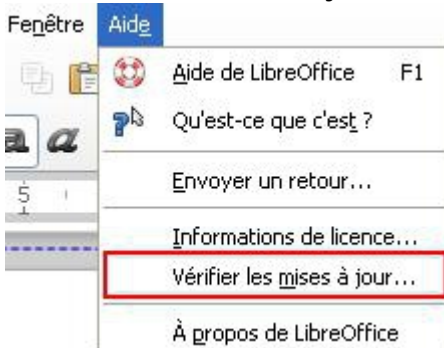 Fenêtre Aide
Aide de LibreOffice F1
Qu'est-ce que c'est ?
a a
5
Envoyer un retour...
Informations de licence...
Vérifier les mises à jour...
À propos de LibreOffice